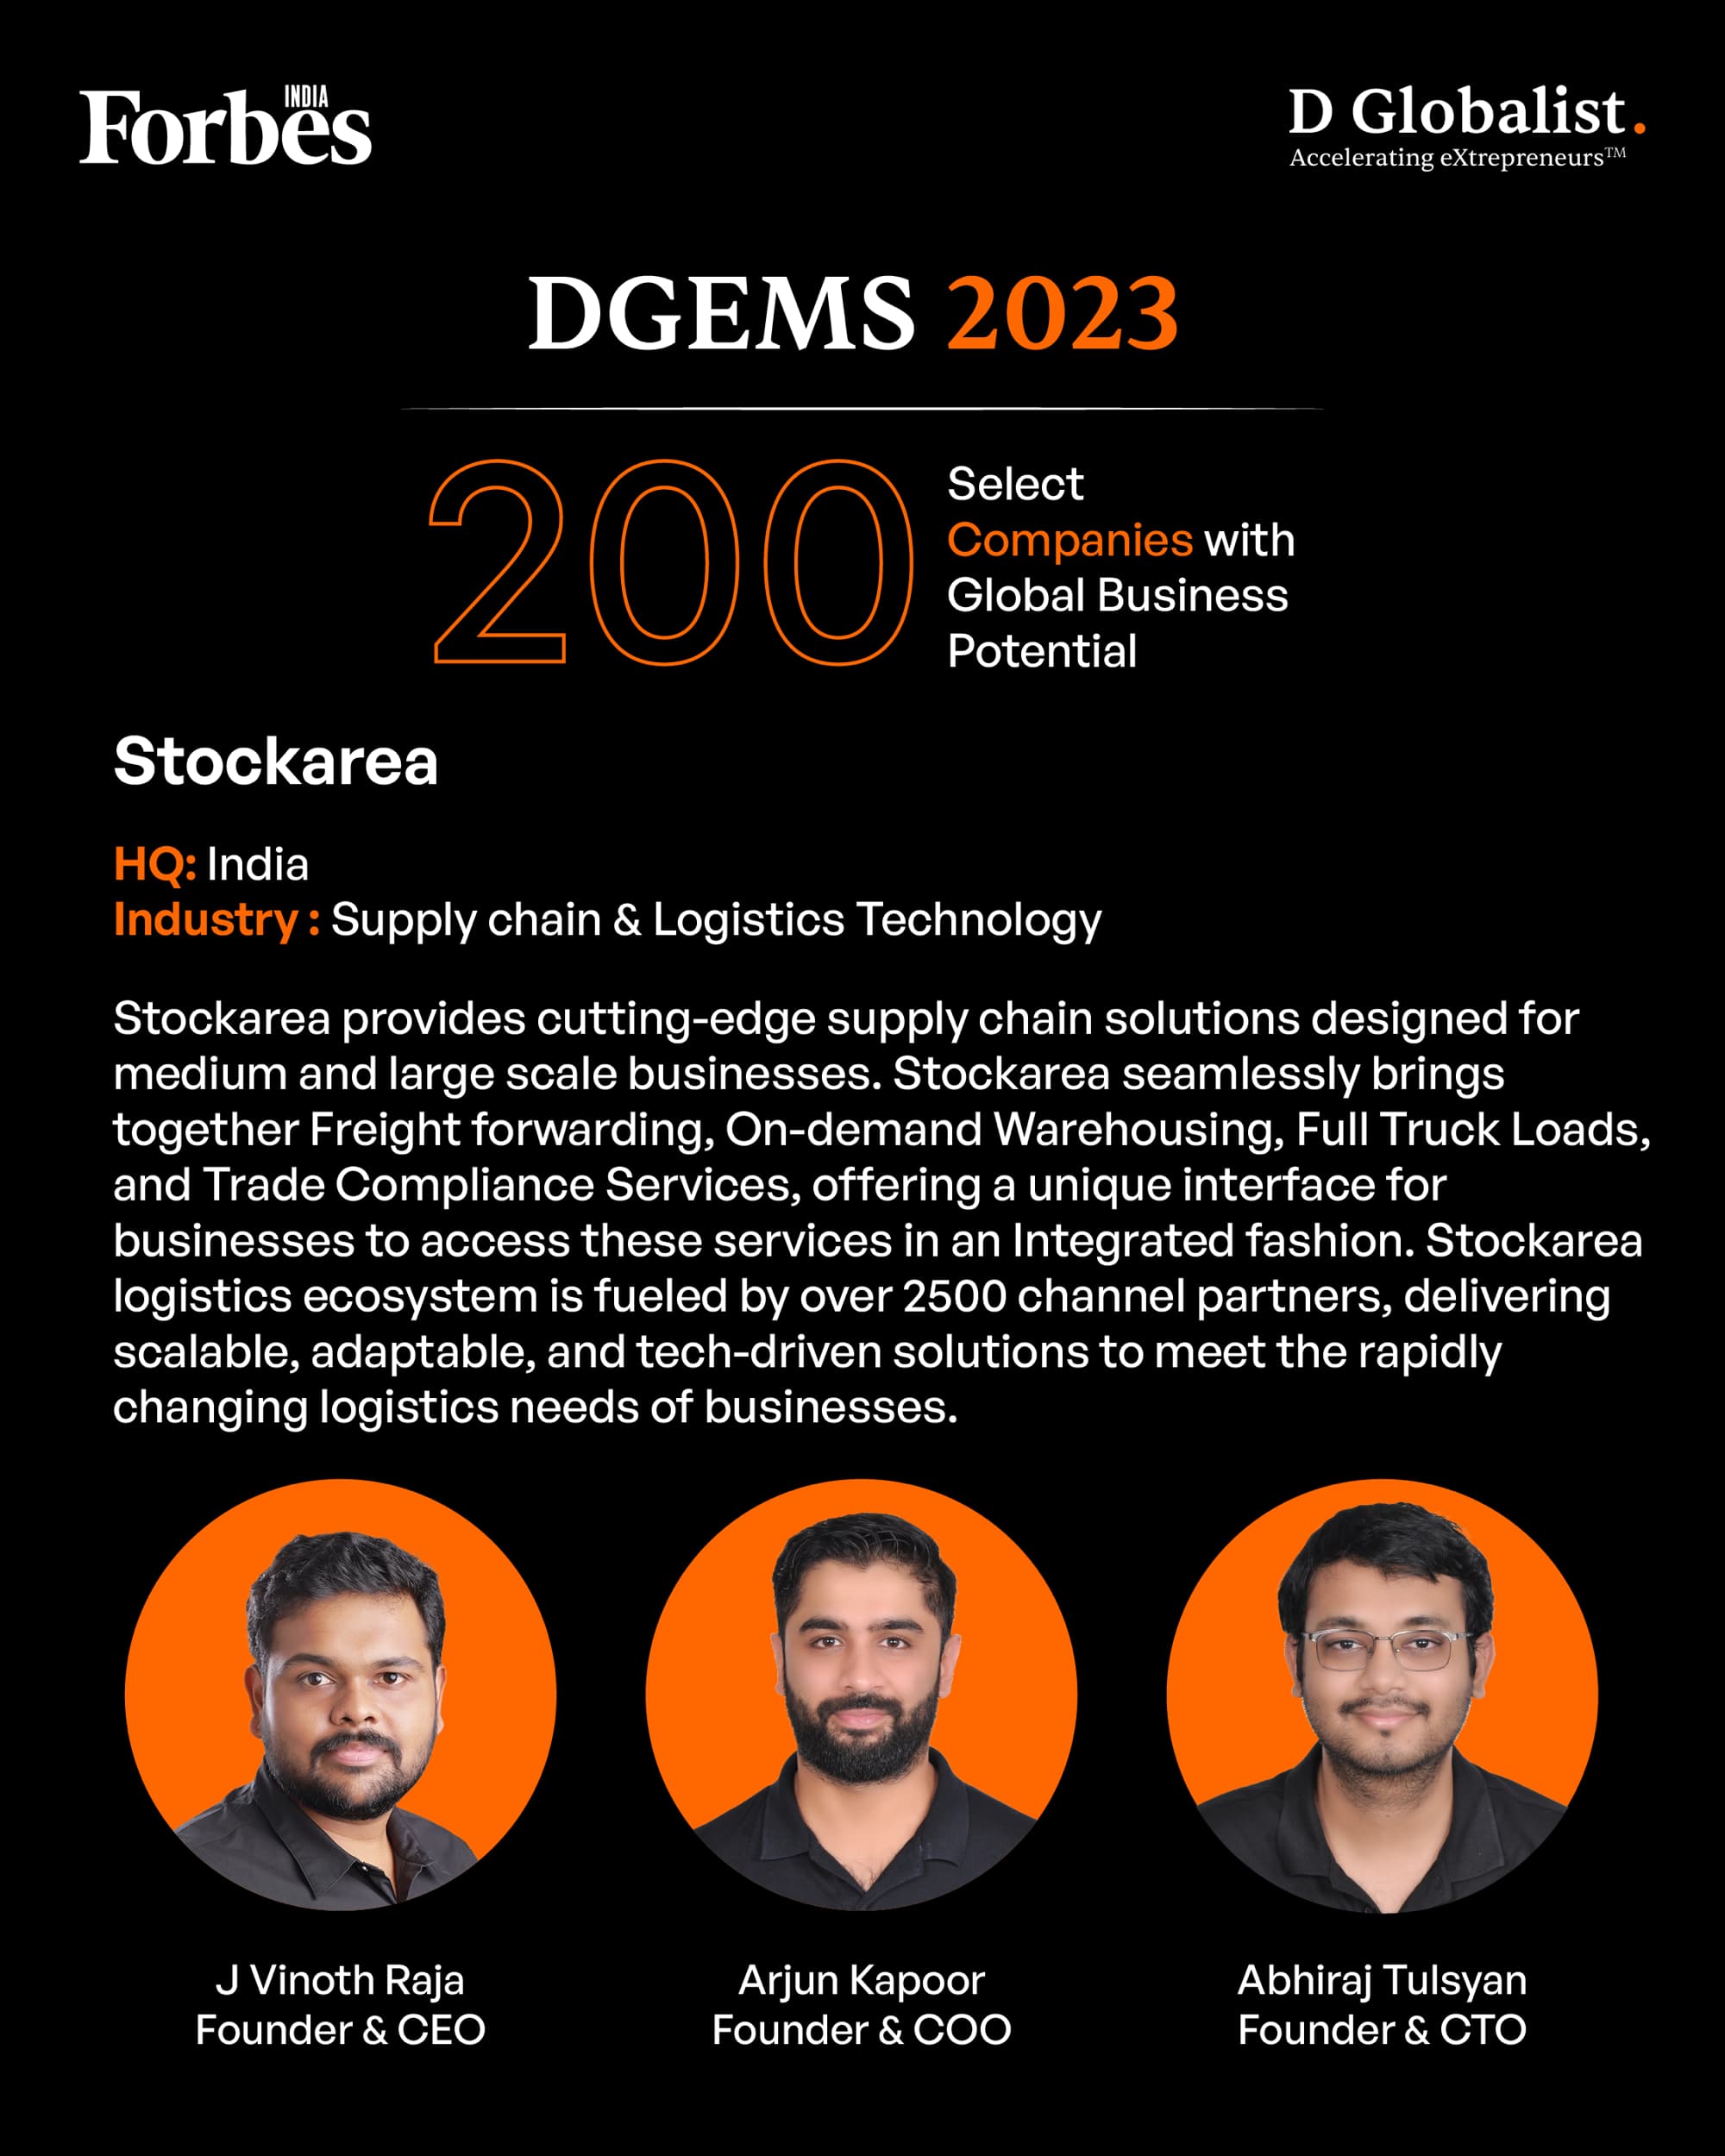 Forbes
INDIA
D Globalist.
Accelerating eXtrepreneurs™
DGEMS 2023
200
Select
Companies with
Global Business
Potential
Stockarea
HQ: India
Industry : Supply chain & Logistics Technology
Stockarea provides cutting-edge supply chain solutions designed for
medium and large scale businesses. Stockarea seamlessly brings
together Freight forwarding, On-demand Warehousing, Full Truck Loads,
and Trade Compliance Services, offering a unique interface for
businesses to access these services in an Integrated fashion. Stockarea
logistics ecosystem is fueled by over 2500 channel partners, delivering
scalable, adaptable, and tech-driven solutions to meet the rapidly
changing logistics needs of businesses.
J Vinoth Raja
Founder & CEO
Arjun Kapoor
Founder & COO
Abhiraj Tulsyan
Founder & CTO